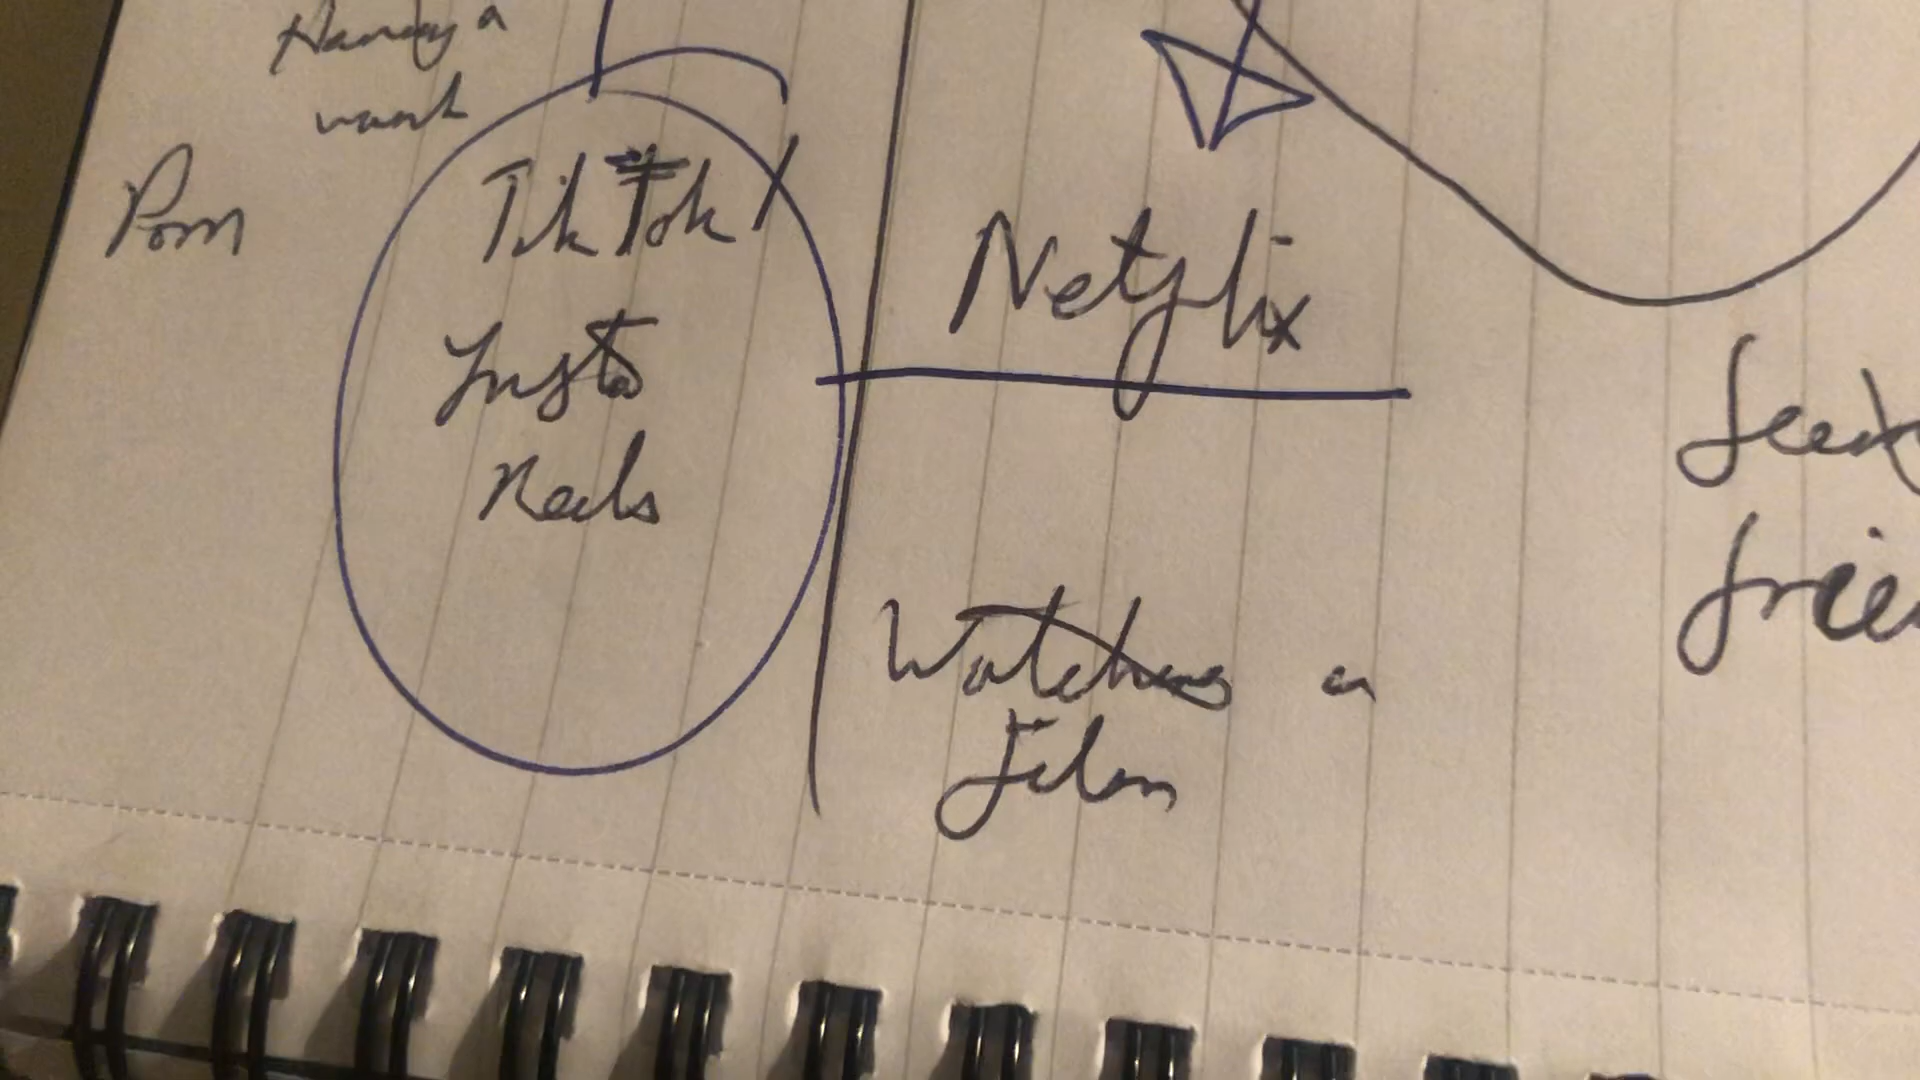 Having a
wank
Porn
TikTok/
Insta
Reels
Netflix
Watching a
Film